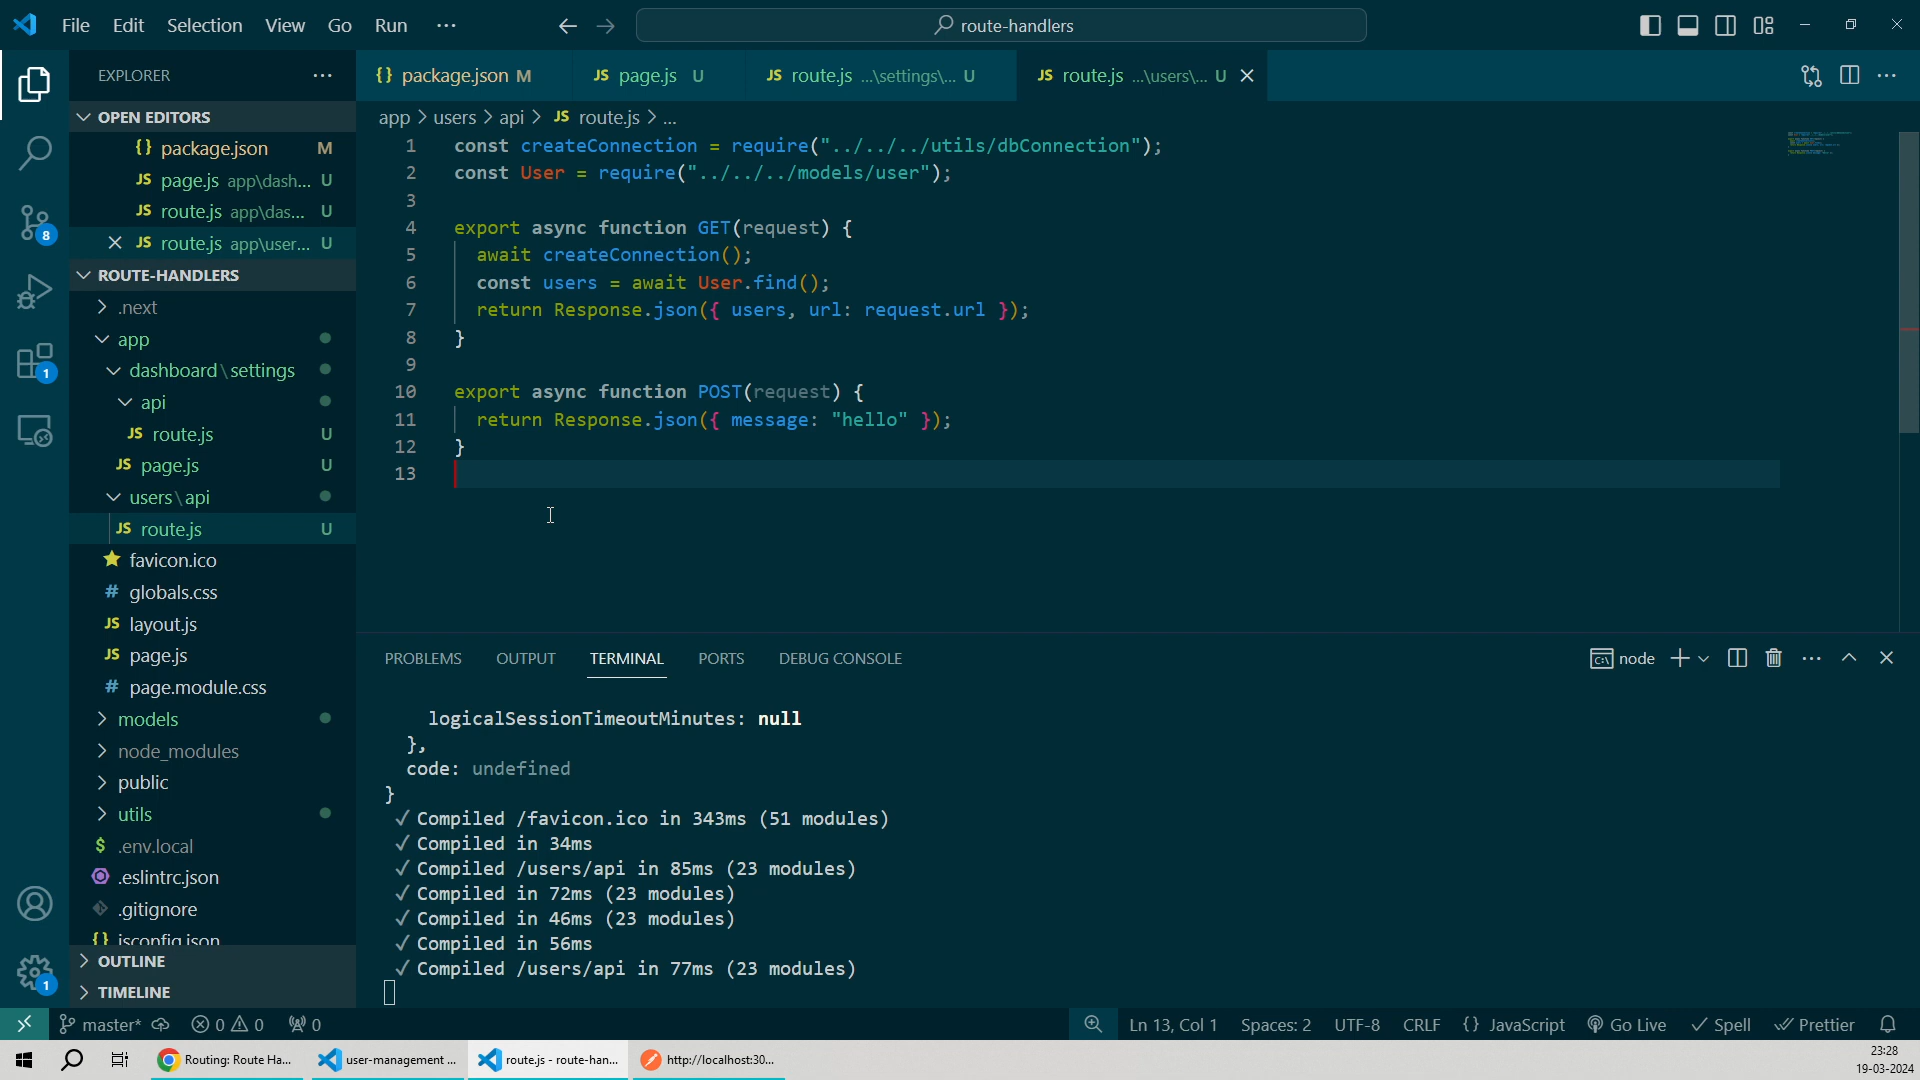 File Edit Selection View Go Run ···
route-handlers
EXPLORER
OPEN EDITORS
{} package.json M
JS page.js app\dash... U
JS route.js app\das... U
JS route.js app\user... U
ROUTE-HANDLERS
.next
app
dashboard\settings
api
JS route.js U
JS page.js U
users\api
JS route.js U
favicon.ico
# globals.css
JS layout.js
JS page.js
# page.module.css
models
node_modules
public
utils
$ .env.local
.eslintrc.json
.gitignore
{} jsconfig.json
OUTLINE
TIMELINE
8
1
1
{} package.json M
JS page.js U
JS route.js ...\settings\... U
JS route.js ...\users\... U
app > users > api > JS route.js > ...
1 const createConnection = require("../../../utils/dbConnection");
2 const User = require("../../../models/user");
3
4 export async function GET(request) {
5 await createConnection();
6 const users = await User.find();
7 return Response.json({ users, url: request.url });
8 }
9
10 export async function POST(request) {
11 return Response.json({ message: "hello" });
12 }
13
PROBLEMS OUTPUT TERMINAL PORTS DEBUG CONSOLE
node
logicalSessionTimeoutMinutes: null
},
code: undefined
}
✓ Compiled /favicon.ico in 343ms (51 modules)
✓ Compiled in 34ms
✓ Compiled /users/api in 85ms (23 modules)
✓ Compiled in 72ms (23 modules)
✓ Compiled in 46ms (23 modules)
✓ Compiled in 56ms
✓ Compiled /users/api in 77ms (23 modules)
master* 0 0 0
Ln 13, Col 1 Spaces: 2 UTF-8 CRLF {} JavaScript Go Live Spell Prettier
Routing: Route Ha...
user-management ...
route.js - route-han...
http://localhost:30...
23:28
19-03-2024